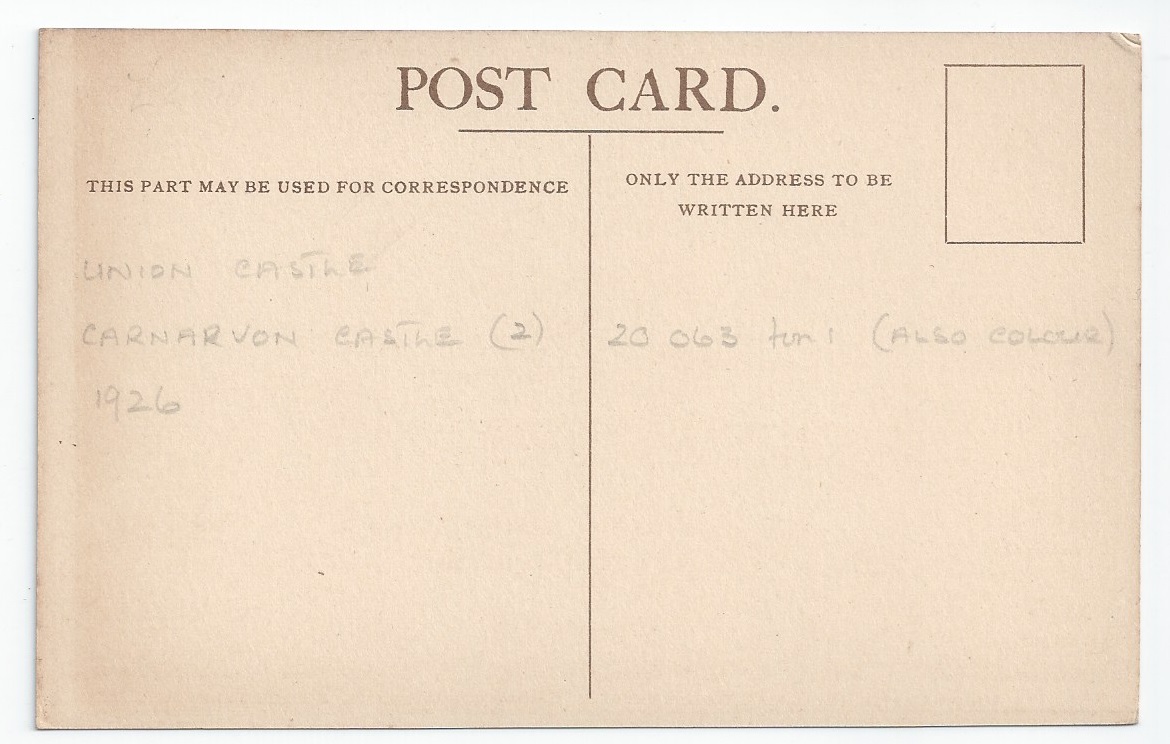 POST CARD.
THIS PART MAY BE USED FOR CORRESPONDENCE
ONLY THE ADDRESS TO BE
WRITTEN HERE
UNION CASTLE
CARNARVON CASTLE (2) 20 063 tons (ALSO COLOUR)
1926